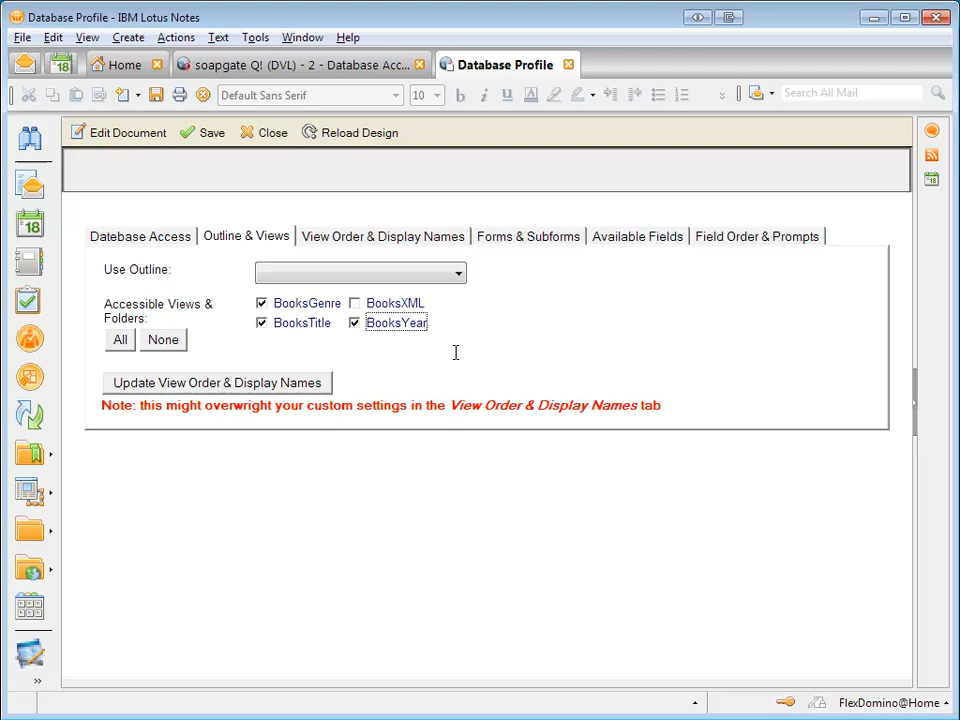 Database Profile - IBM Lotus Notes
File Edit View Create Actions Text Tools Window Help
18 Home soapgate Q! (DVL) - 2 - Database Acc... Database Profile
Default Sans Serif 10 b i u A Search All Mail
Edit Document Save Close Reload Design
18
18
Datebase Access Outline & Views View Order & Display Names Forms & Subforms Available Fields Field Order & Prompts
Use Outline:
Accessible Views & Folders:
BooksGenre BooksXML
BooksTitle BooksYear
All None
Update View Order & Display Names
Note: this might overwright your custom settings in the View Order & Display Names tab
FlexDomino@Home